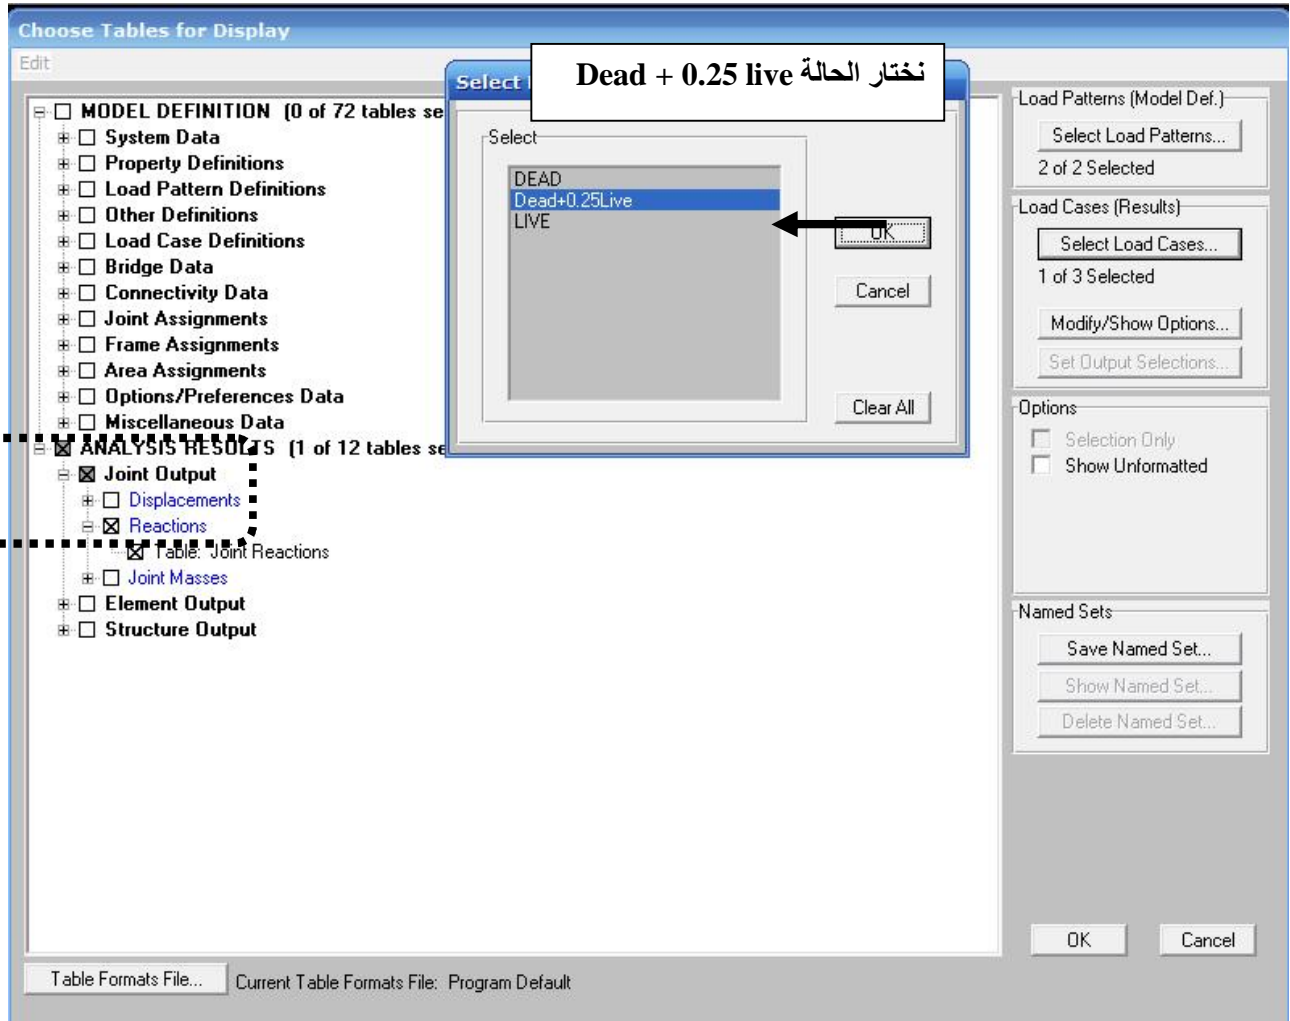 Choose Tables for Display
Edit
Select
نختار الحالة Dead + 0.25 live
MODEL DEFINITION (0 of 72 tables se
System Data
Property Definitions
Load Pattern Definitions
Other Definitions
Load Case Definitions
Bridge Data
Connectivity Data
Joint Assignments
Frame Assignments
Area Assignments
Options/Preferences Data
Miscellaneous Data
ANALYSIS RESULTS (1 of 12 tables se
Joint Output
Displacements
Reactions
Table: Joint Reactions
Joint Masses
Element Output
Structure Output
Select
DEAD
Dead+0.25Live
LIVE
OK
Cancel
Clear All
Load Patterns (Model Def.)
Select Load Patterns...
2 of 2 Selected
Load Cases (Results)
Select Load Cases...
1 of 3 Selected
Modify/Show Options...
Set Output Selections...
Options
Selection Only
Show Unformatted
Named Sets
Save Named Set...
Show Named Set...
Delete Named Set...
OK
Cancel
Table Formats File...
Current Table Formats File: Program Default